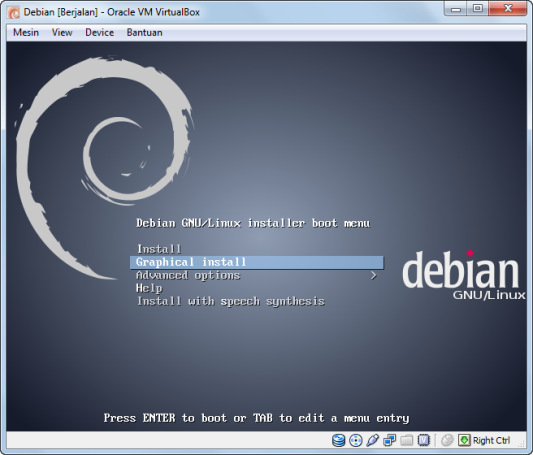 Debian [Berjalan] - Oracle VM VirtualBox
Mesin View Device Bantuan
Debian GNU/Linux installer boot menu
Install
Graphical install
Advanced options >
Help
Install with speech synthesis
debian
GNU/Linux
Press ENTER to boot or TAB to edit a menu entry
Right Ctrl